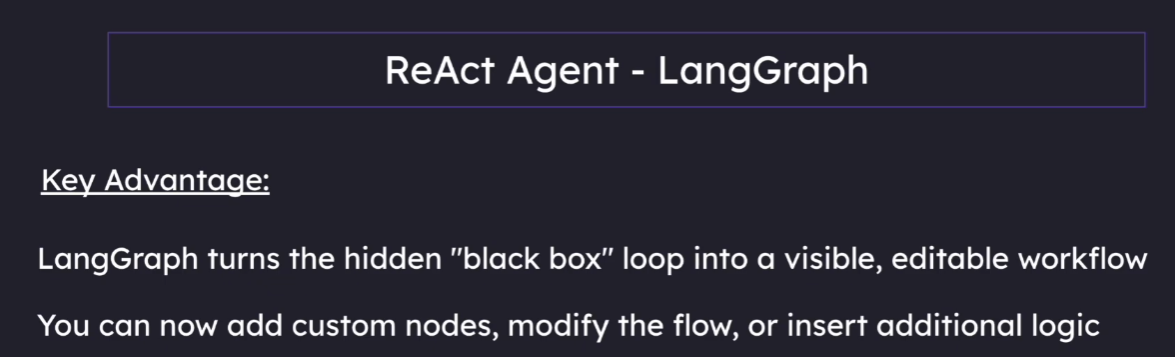 ReAct Agent - LangGraph
Key Advantage:
LangGraph turns the hidden "black box" loop into a visible, editable workflow
You can now add custom nodes, modify the flow, or insert additional logic